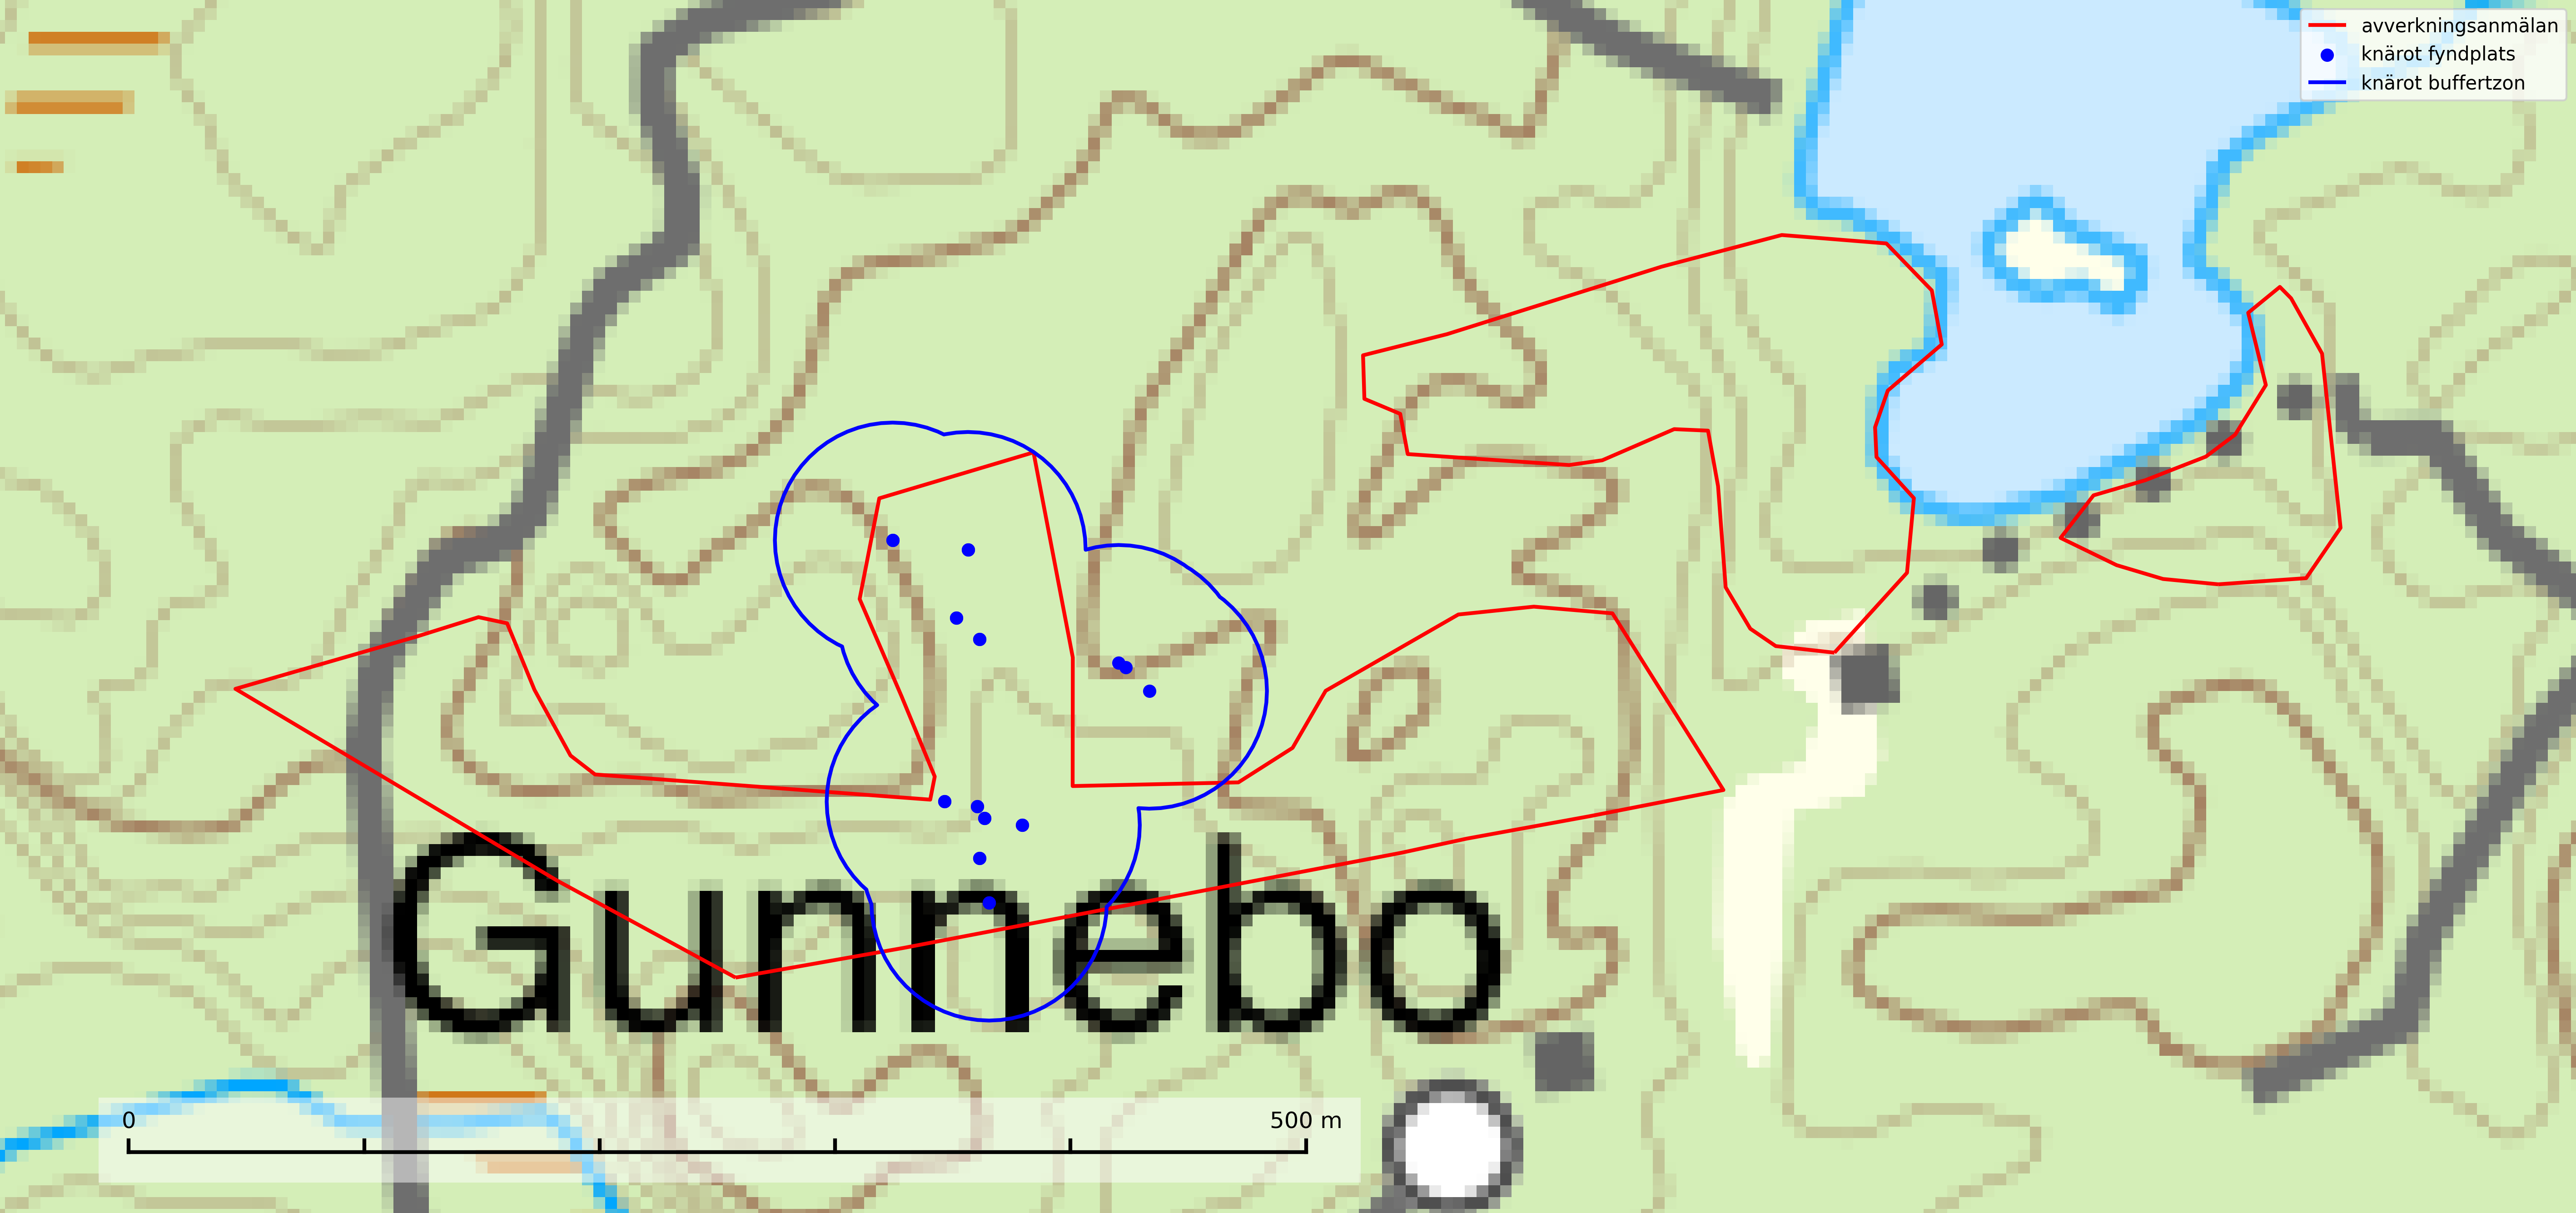 avverkningsanmälan
knärot fyndplats
knärot buffertzon
Gunnebo
0 500 m